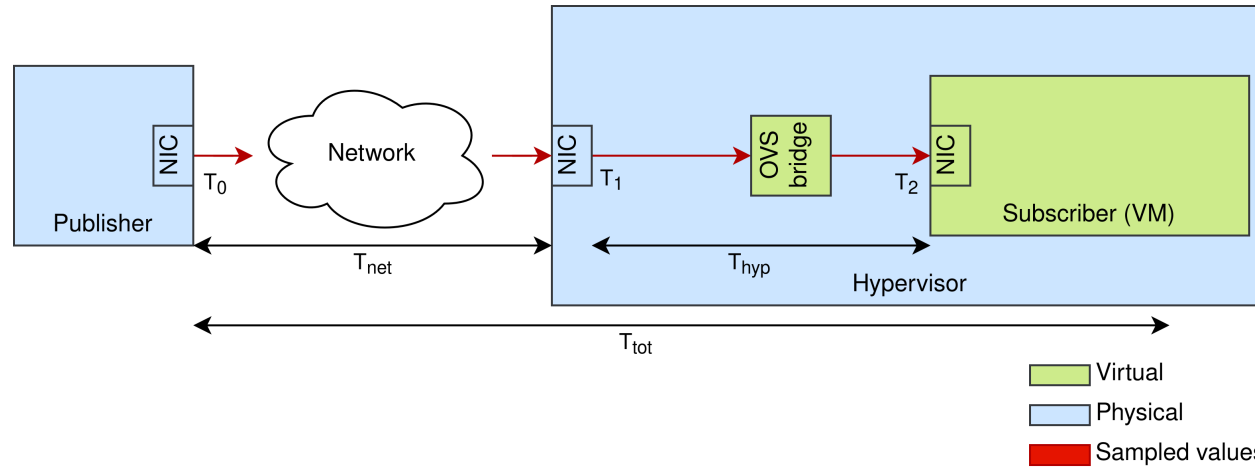 NIC
T0
Publisher
Network
NIC
T1
OVS
bridge
T2
NIC
Subscriber (VM)
Tnet
Thyp
Hypervisor
Ttot
Virtual
Physical
Sampled values